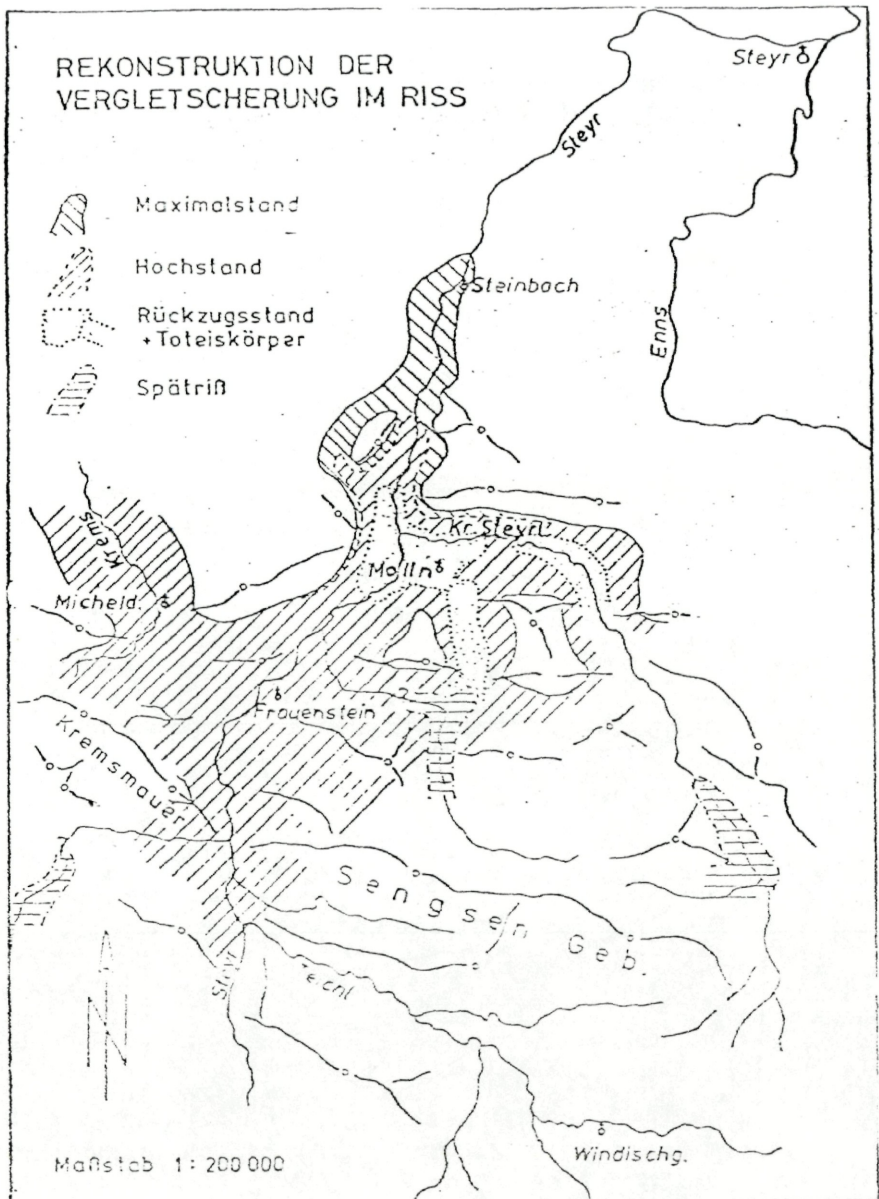 REKONSTRUKTION DER
VERGLETSCHERUNG IM RISS
Steyr
Steyr
Maximalstand
Hochstand
Steinbach
Rückzugsstand
+Toteiskörper
Enns
Spätriß
Krems
Kr. Steyrl.
Molln
Micheld.
?
Frauenstein
Kremsmauer
Sengsen Geb.
N
Steyr
Teichl
Windischg.
Maßstab 1:200 000